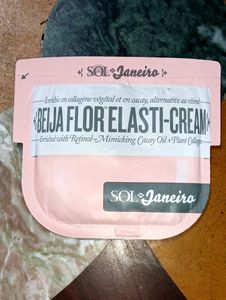 SOL de Janeiro
Enrichie en collagène végétal et en cacay, alternative au rétinol
BEIJA FLOR ELASTI-CREAM
Enriched with Retinol-Mimicking Cacay Oil + Plant Collagen
SOL de Janeiro